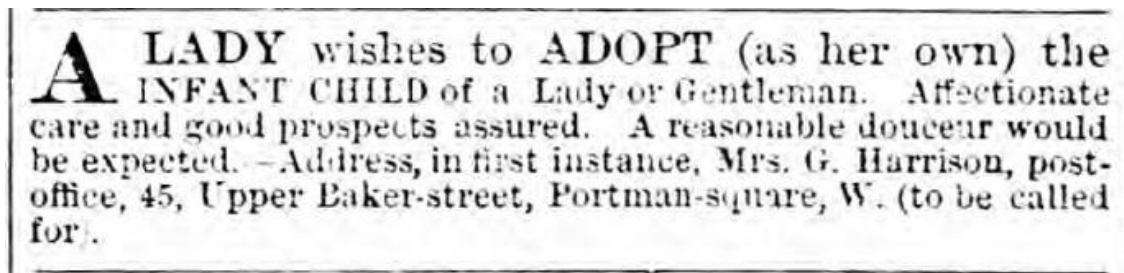 A LADY wishes to ADOPT (as her own) the
INFANT CHILD of a Lady or Gentleman. Affectionate
care and good prospects assured. A reasonable douceur would
be expected.—Address, in first instance, Mrs. G. Harrison, post-
office, 45, Upper Baker-street, Portman-square, W. (to be called
for).